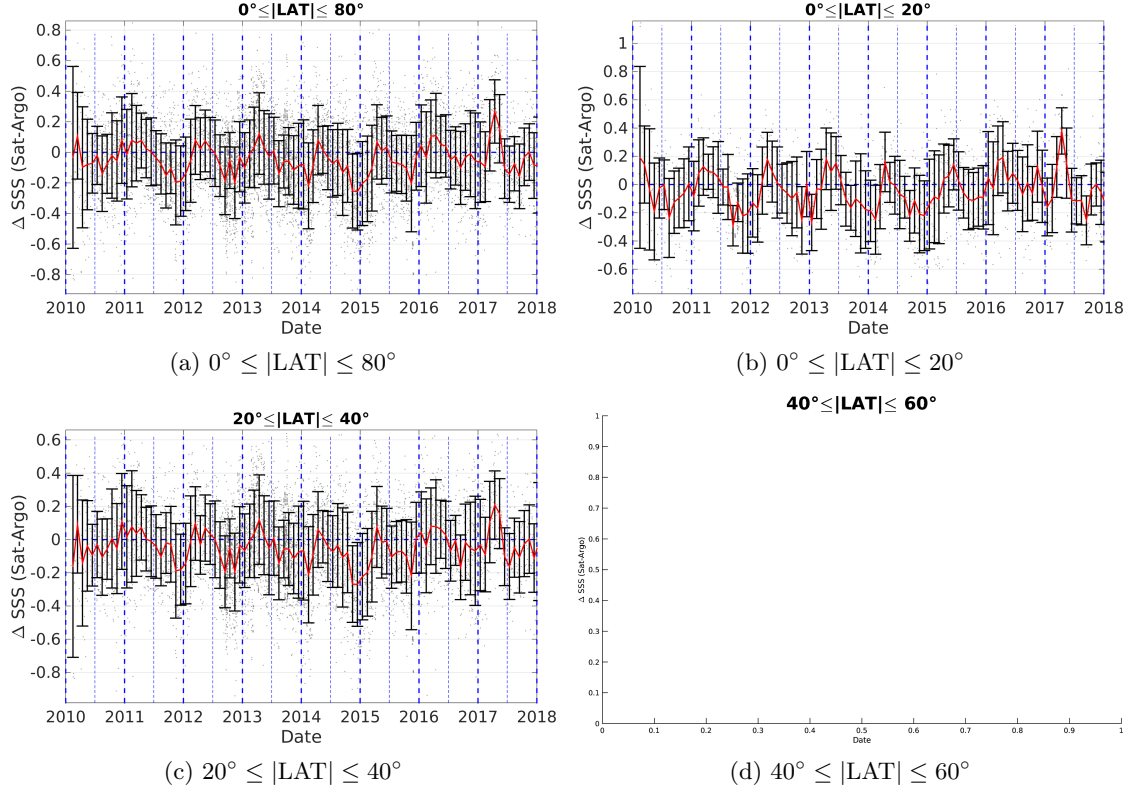 0°≤|LAT|≤ 80°
0.8
0.6
0.4
0.2
0
-0.2
-0.4
-0.6
-0.8
Δ SSS (Sat-Argo)
2010 2011 2012 2013 2014 2015 2016 2017 2018
Date
(a) 0° ≤ |LAT| ≤ 80°
0°≤|LAT|≤ 20°
1
0.8
0.6
0.4
0.2
0
-0.2
-0.4
-0.6
Δ SSS (Sat-Argo)
2010 2011 2012 2013 2014 2015 2016 2017 2018
Date
(b) 0° ≤ |LAT| ≤ 20°
20°≤|LAT|≤ 40°
0.6
0.4
0.2
0
-0.2
-0.4
-0.6
-0.8
Δ SSS (Sat-Argo)
2010 2011 2012 2013 2014 2015 2016 2017 2018
Date
(c) 20° ≤ |LAT| ≤ 40°
40°≤|LAT|≤ 60°
1
0.9
0.8
0.7
0.6
0.5
0.4
0.3
0.2
0.1
0
Δ SSS (Sat-Argo)
0 0.1 0.2 0.3 0.4 0.5 0.6 0.7 0.8 0.9 1
Date
(d) 40° ≤ |LAT| ≤ 60°